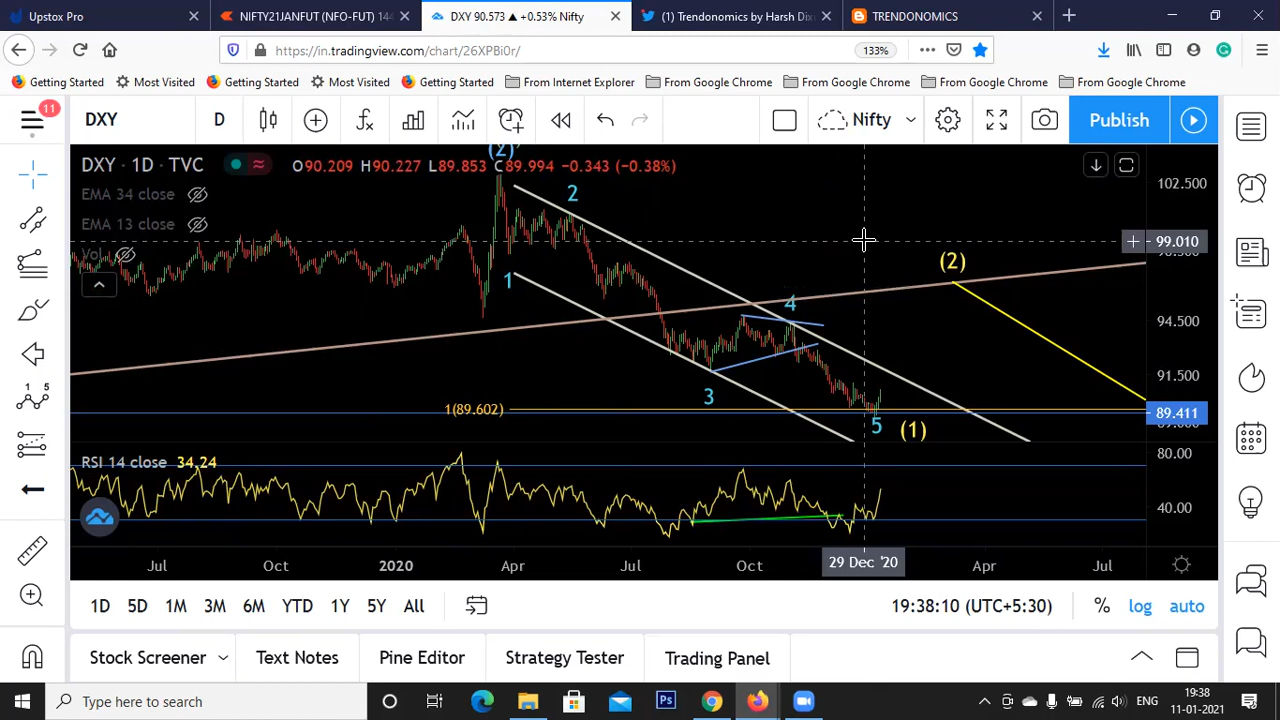 Upstox Pro
NIFTY21JANFUT (NFO-FUT) 144
DXY 90.573 ▲ +0.53% Nifty
(1) Trendonomics by Harsh Dix
TRENDONOMICS
https://in.tradingview.com/chart/26XPBi0r/
133%
Getting Started
Most Visited
Getting Started
Most Visited
Getting Started
From Internet Explorer
From Google Chrome
From Google Chrome
From Google Chrome
From Google Chrome
11
DXY
D
Nifty
Publish
DXY · 1D · TVC
O90.209 H90.227 L89.853 C89.994 −0.343 (−0.38%)
EMA 34 close
EMA 13 close
Vol
(2)
2
1
4
3
5
(1)
(2)
1(89.602)
102.500
99.010
94.500
91.500
89.411
RSI 14 close 34.24
80.00
40.00
Jul
Oct
2020
Apr
Jul
Oct
29 Dec '20
Apr
Jul
1D
5D
1M
3M
6M
YTD
1Y
5Y
All
19:38:10 (UTC+5:30)
%
log
auto
Stock Screener
Text Notes
Pine Editor
Strategy Tester
Trading Panel
Type here to search
Ps
ENG
19:38
11-01-2021